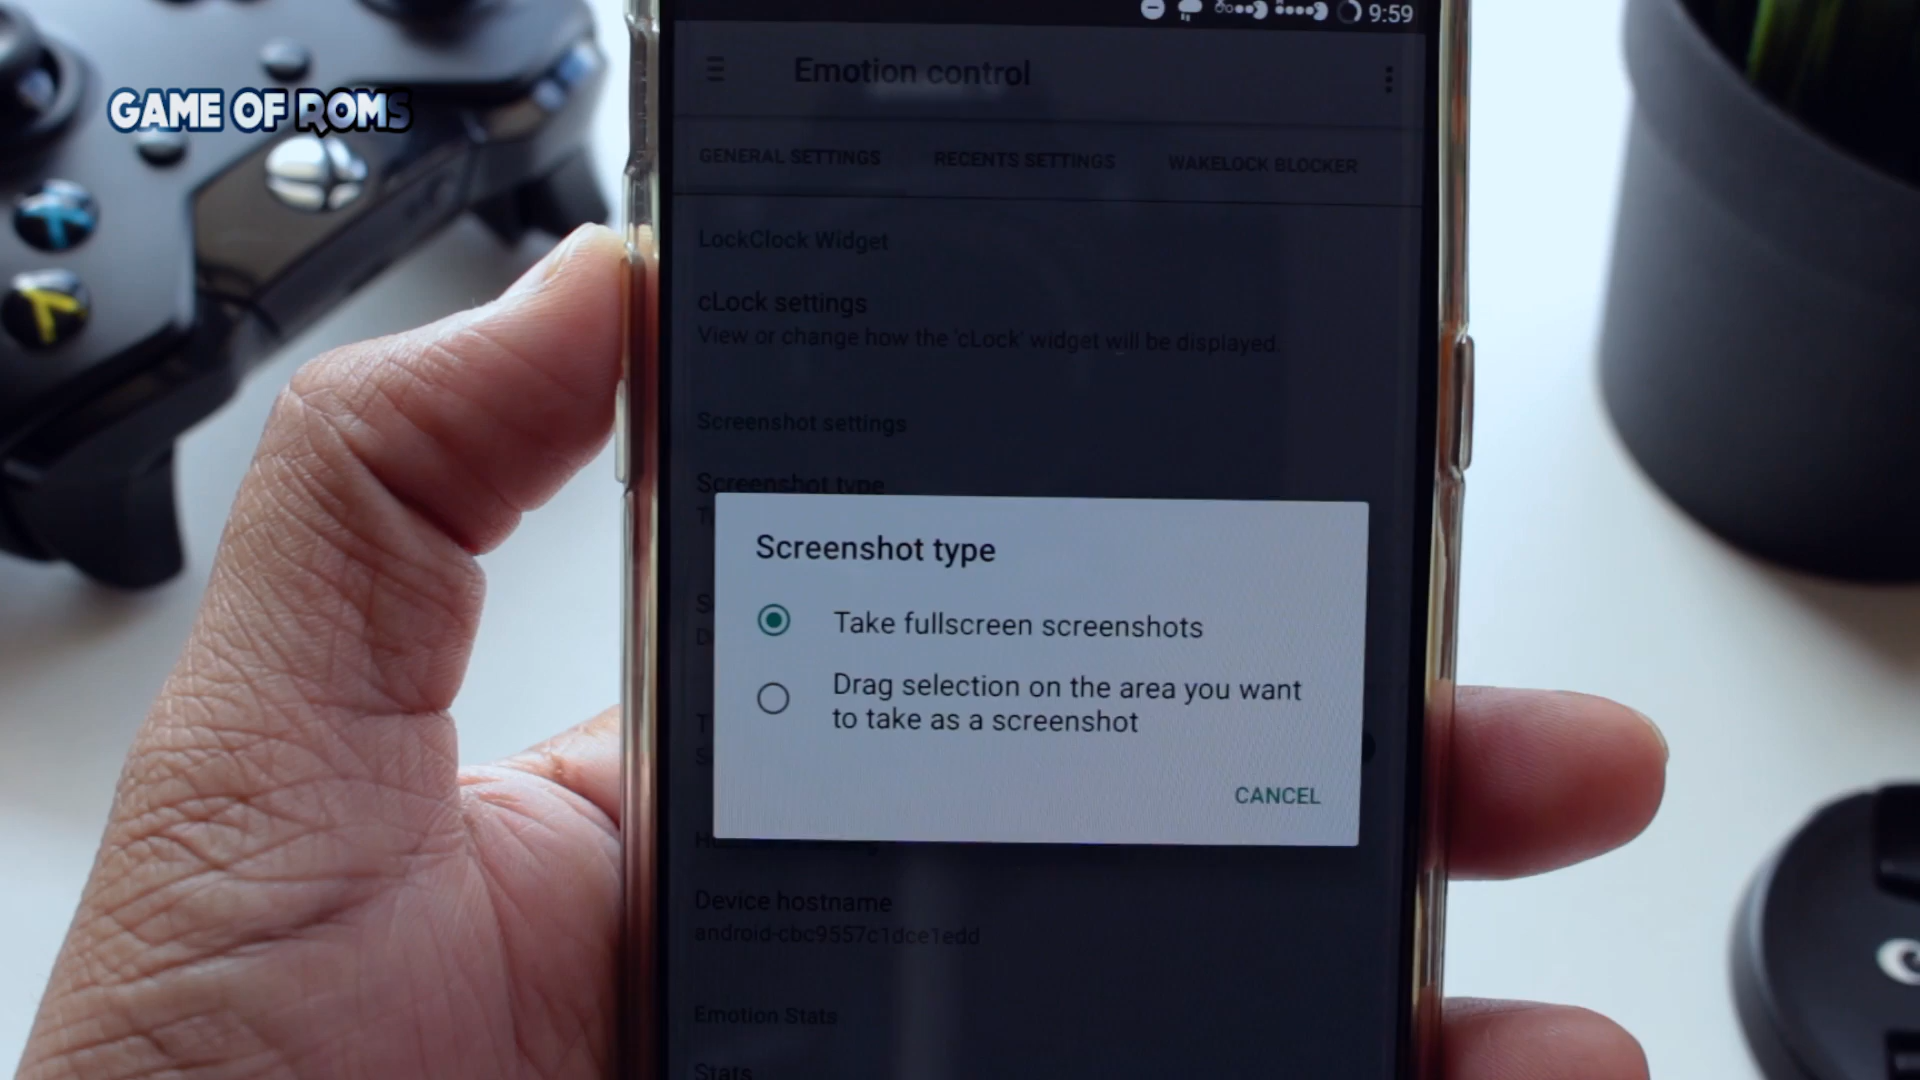 GAME OF ROMS
9:59
Emotion control
GENERAL SETTINGS
RECENTS SETTINGS
WAKELOCK BLOCKER
LockClock Widget
cLock settings
View or change how the 'cLock' widget will be displayed.
Screenshot settings
Screenshot type
Screenshot type
Take fullscreen screenshots
Drag selection on the area you want
to take as a screenshot
CANCEL
Device hostname
android-cbc9557c1dce1edd
Emotion Stats
Stats